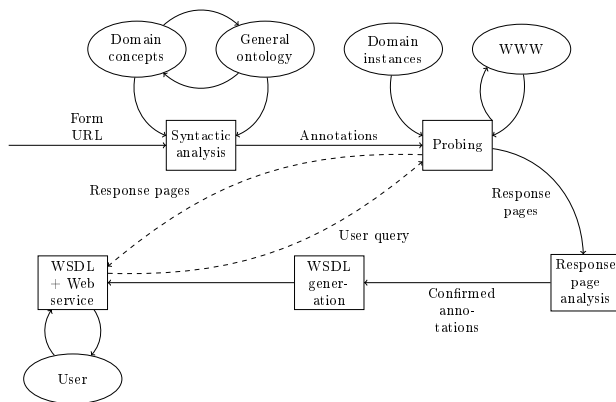 Domain
concepts
General
ontology
Domain
instances
WWW
Form
URL
Syntactic
analysis
Annotations
Probing
Response pages
Response
pages
User query
WSDL
+ Web
service
WSDL
gener-
ation
Confirmed
anno-
tations
Response
page
analysis
User